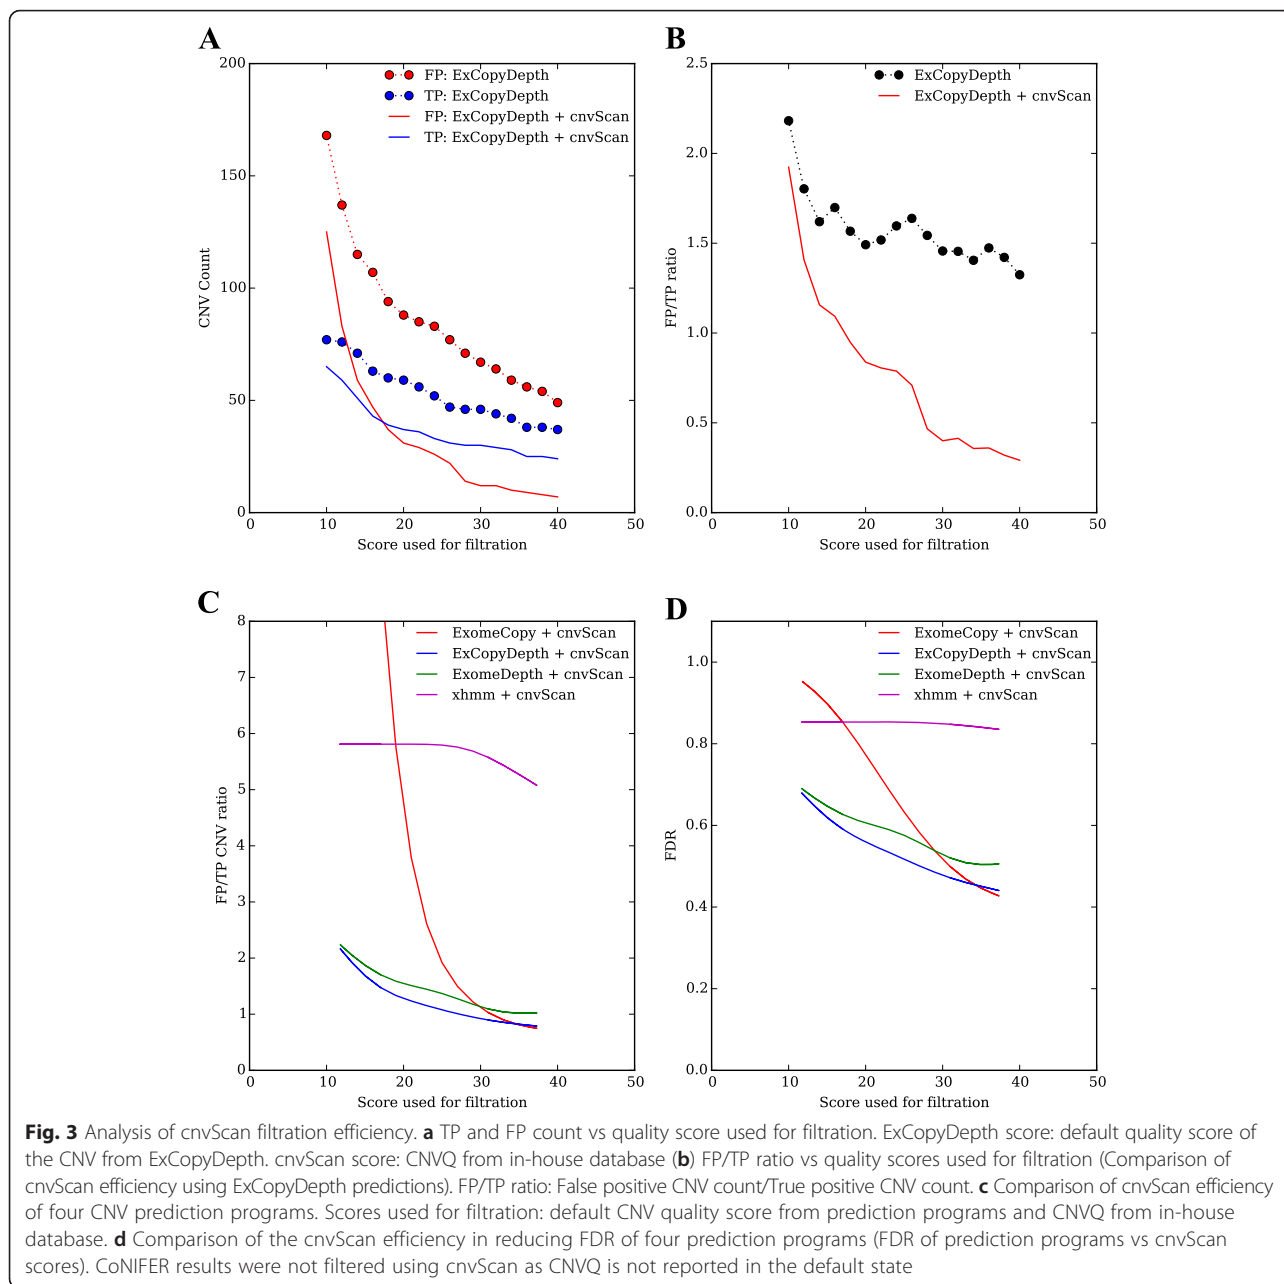 A
200
150
100
50
0
CNV Count
FP: ExCopyDepth
TP: ExCopyDepth
FP: ExCopyDepth + cnvScan
TP: ExCopyDepth + cnvScan
0 10 20 30 40 50
Score used for filtration
B
2.5
2.0
1.5
1.0
0.5
0.0
FP/TP ratio
ExCopyDepth
ExCopyDepth + cnvScan
0 10 20 30 40 50
Score used for filtration
C
8
7
6
5
4
3
2
1
0
FP/TP CNV ratio
ExomeCopy + cnvScan
ExCopyDepth + cnvScan
ExomeDepth + cnvScan
xhmm + cnvScan
0 10 20 30 40 50
Score used for filtration
D
1.0
0.8
0.6
0.4
0.2
0.0
FDR
ExomeCopy + cnvScan
ExCopyDepth + cnvScan
ExomeDepth + cnvScan
xhmm + cnvScan
0 10 20 30 40 50
Score used for filtration
Fig. 3 Analysis of cnvScan filtration efficiency. a TP and FP count vs quality score used for filtration. ExCopyDepth score: default quality score of
the CNV from ExCopyDepth. cnvScan score: CNVQ from in-house database (b) FP/TP ratio vs quality scores used for filtration (Comparison of
cnvScan efficiency using ExCopyDepth predictions). FP/TP ratio: False positive CNV count/True positive CNV count. c Comparison of cnvScan efficiency
of four CNV prediction programs. Scores used for filtration: default CNV quality score from prediction programs and CNVQ from in-house
database. d Comparison of the cnvScan efficiency in reducing FDR of four prediction programs (FDR of prediction programs vs cnvScan
scores). CoNIFER results were not filtered using cnvScan as CNVQ is not reported in the default state